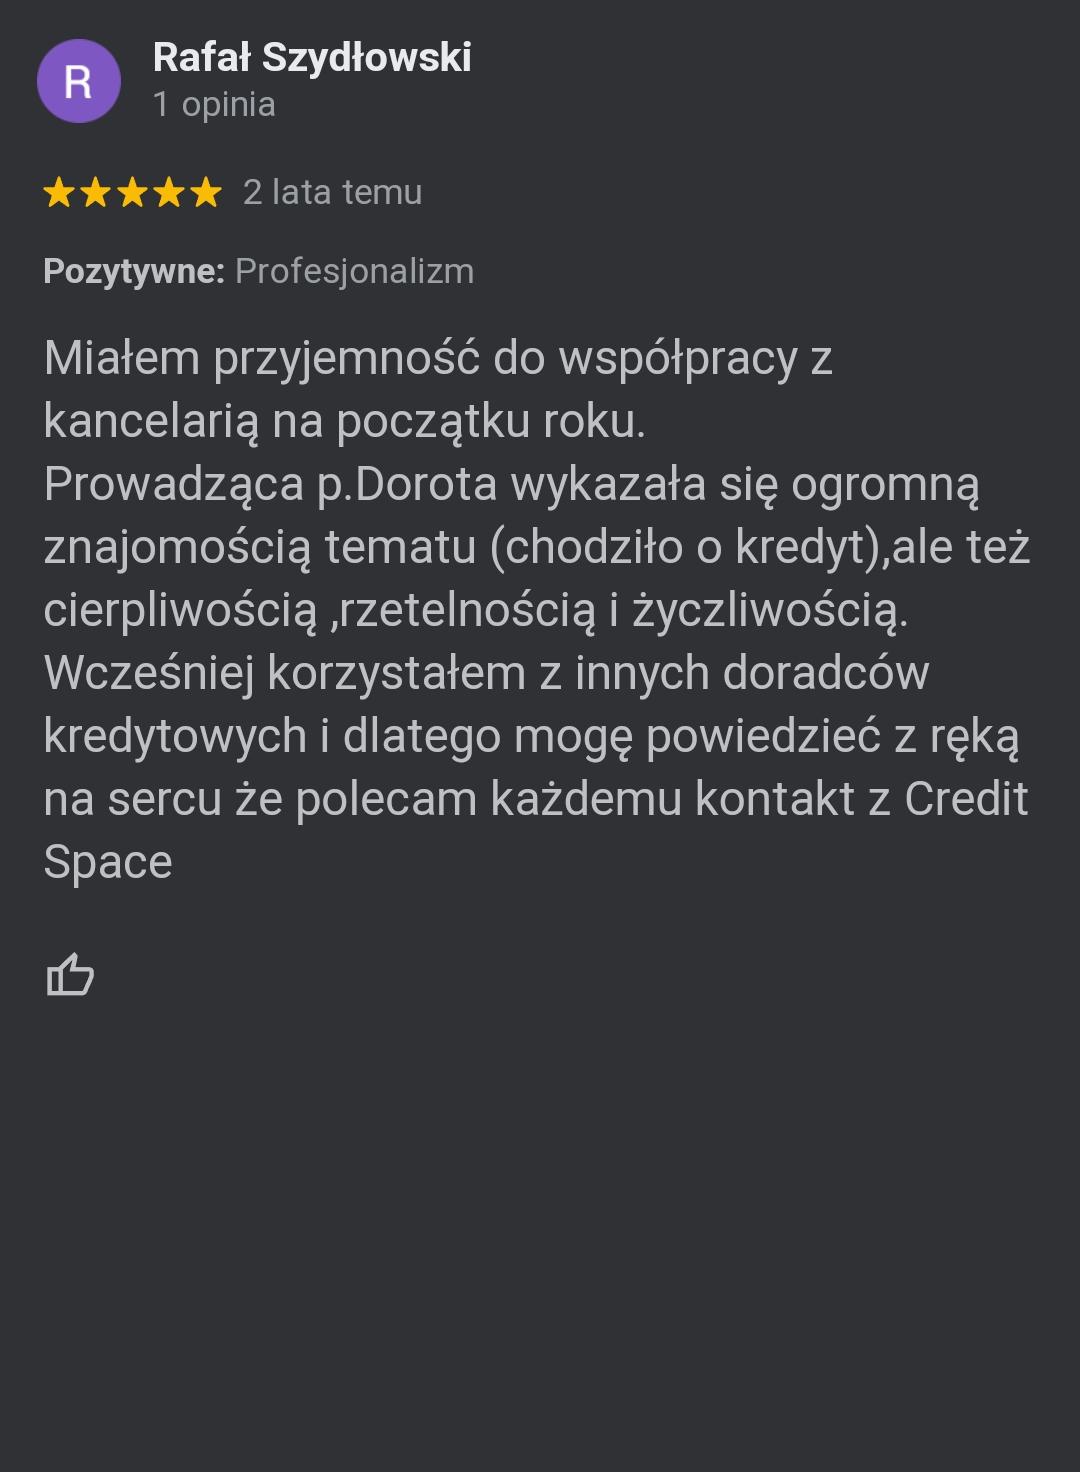 R
Rafał Szydłowski
1 opinia
2 lata temu
Pozytywne: Profesjonalizm
Miałem przyjemność do współpracy z
kancelarią na początku roku.
Prowadząca p.Dorota wykazała się ogromną
znajomością tematu (chodziło o kredyt),ale też
cierpliwością ,rzetelnością i życzliwością.
Wcześniej korzystałem z innych doradców
kredytowych i dlatego mogę powiedzieć z ręką
na sercu że polecam każdemu kontakt z Credit
Space